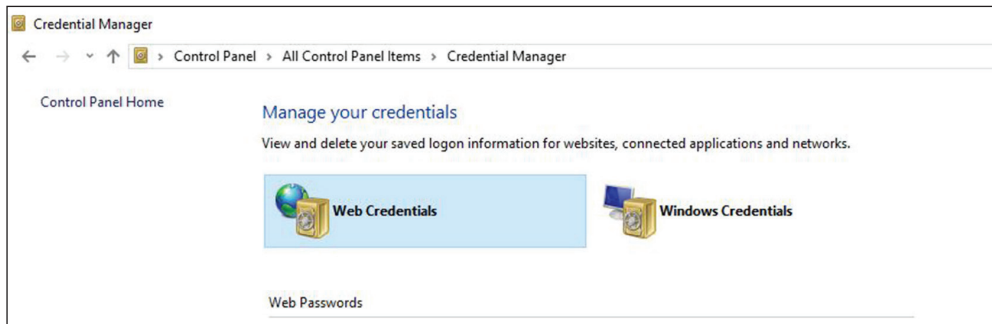 Credential Manager
Control Panel > All Control Panel Items > Credential Manager
Control Panel Home
Manage your credentials
View and delete your saved logon information for websites, connected applications and networks.
Web Credentials
Windows Credentials
Web Passwords